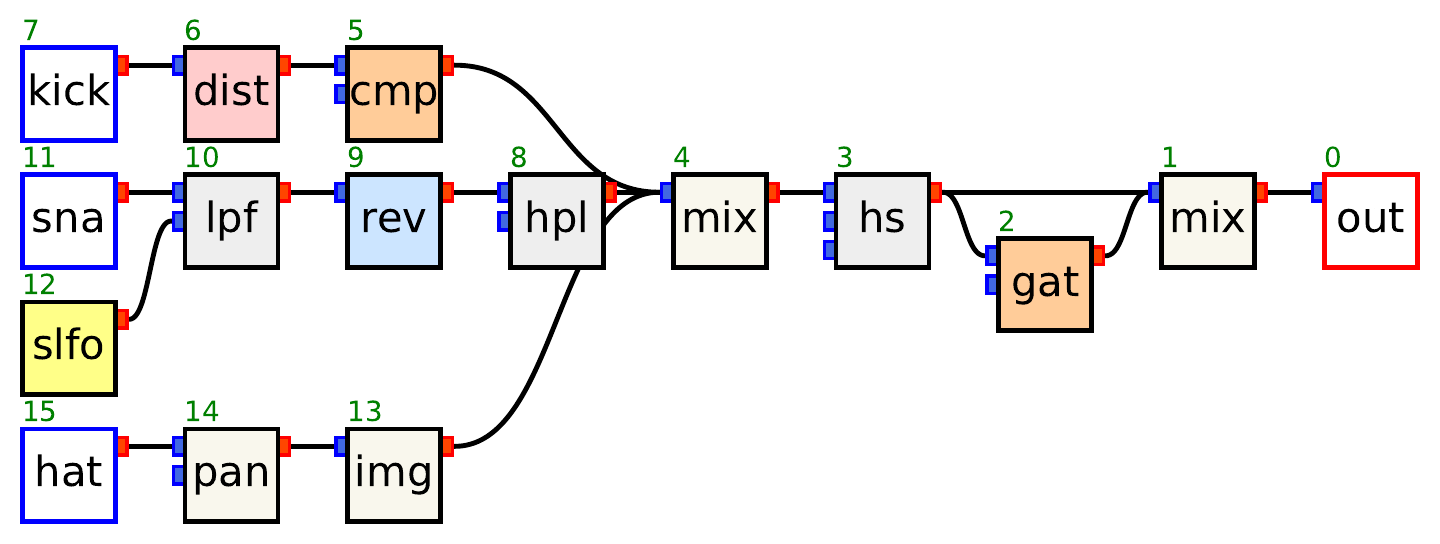 7 6 5
kick dist cmp
11 10 9 8 4 3 1 0
sna lpf rev hpl mix hs mix out
2
gat
12
slfo
15 14 13
hat pan img